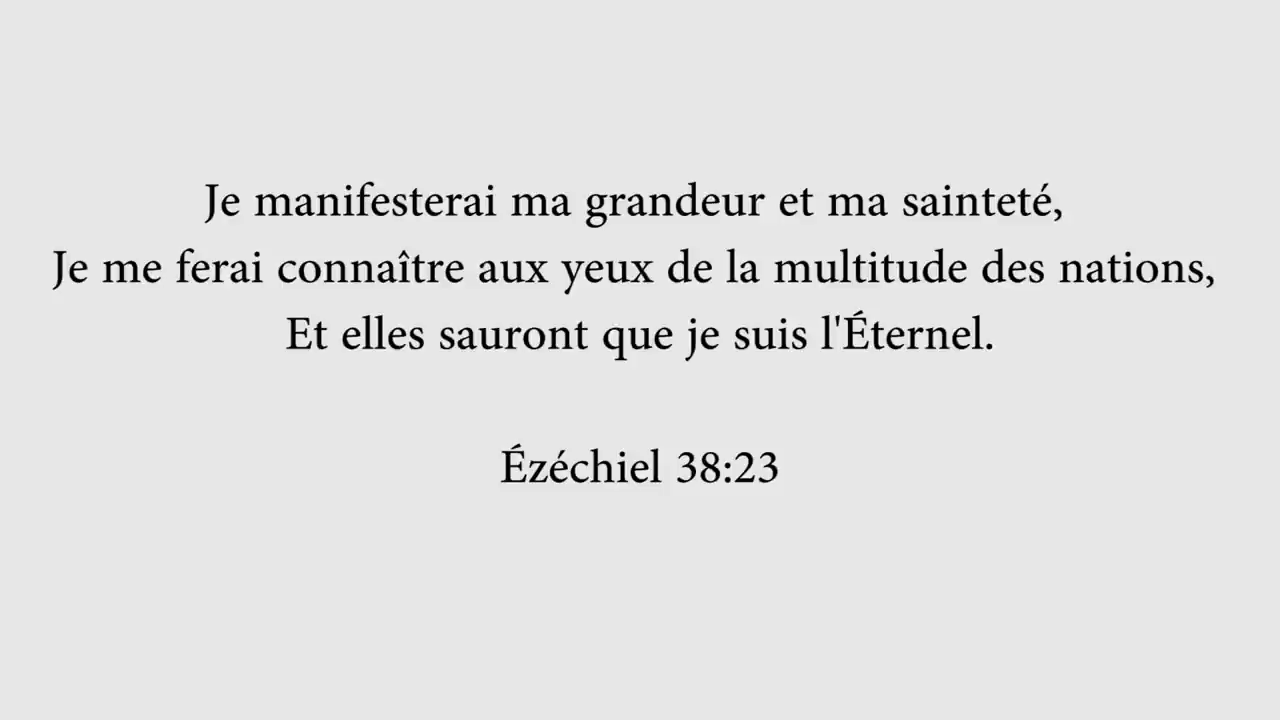 Je manifesterai ma grandeur et ma sainteté,
Je me ferai connaître aux yeux de la multitude des nations,
Et elles sauront que je suis l'Éternel.
Ézéchiel 38:23